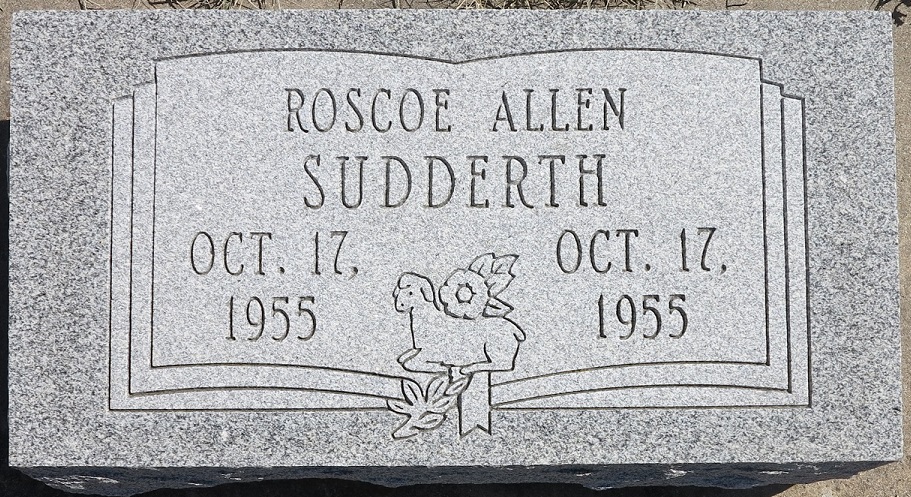 ROSCOE ALLEN
SUDDERTH
OCT. 17,
1955
OCT. 17,
1955